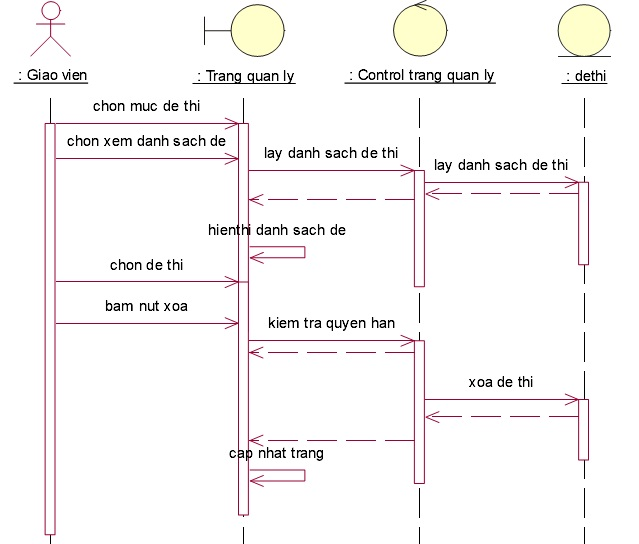 : Giao vien
: Trang quan ly
: Control trang quan ly
: dethi
chon muc de thi
chon xem danh sach de
lay danh sach de thi
lay danh sach de thi
hienthi danh sach de
chon de thi
bam nut xoa
kiem tra quyen han
xoa de thi
cap nhat trang